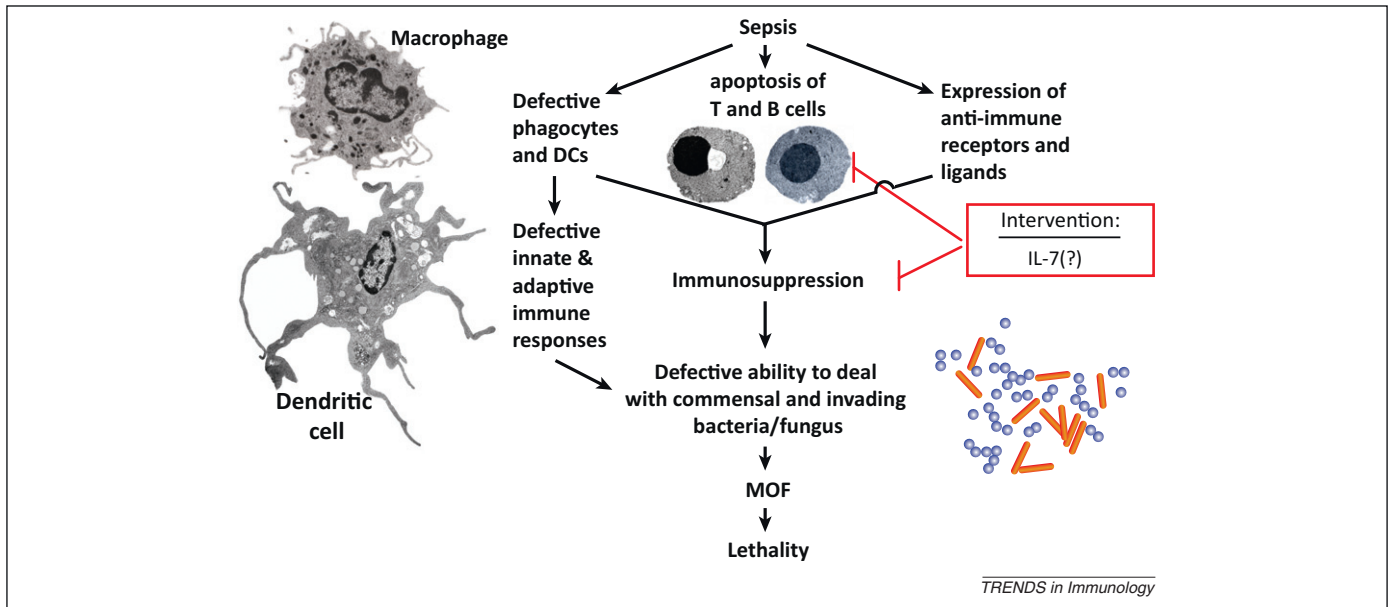 Macrophage
Sepsis
apoptosis of
T and B cells
Defective
phagocytes
and DCs
Expression of
anti-immune
receptors and
ligands
Intervention:
IL-7(?)
Defective
innate &
adaptive
immune
responses
Immunosuppression
Dendritic
cell
Defective ability to deal
with commensal and invading
bacteria/fungus
MOF
Lethality
TRENDS in Immunology